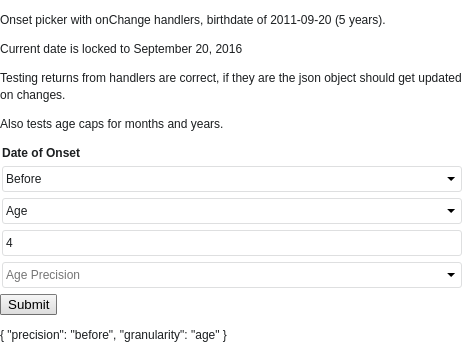 Onset picker with onChange handlers, birthdate of 2011-09-20 (5 years).
Current date is locked to September 20, 2016
Testing returns from handlers are correct, if they are the json object should get updated
on changes.
Also tests age caps for months and years.
Date of Onset
Before
Age
4
Age Precision
Submit
{ "precision": "before", "granularity": "age" }